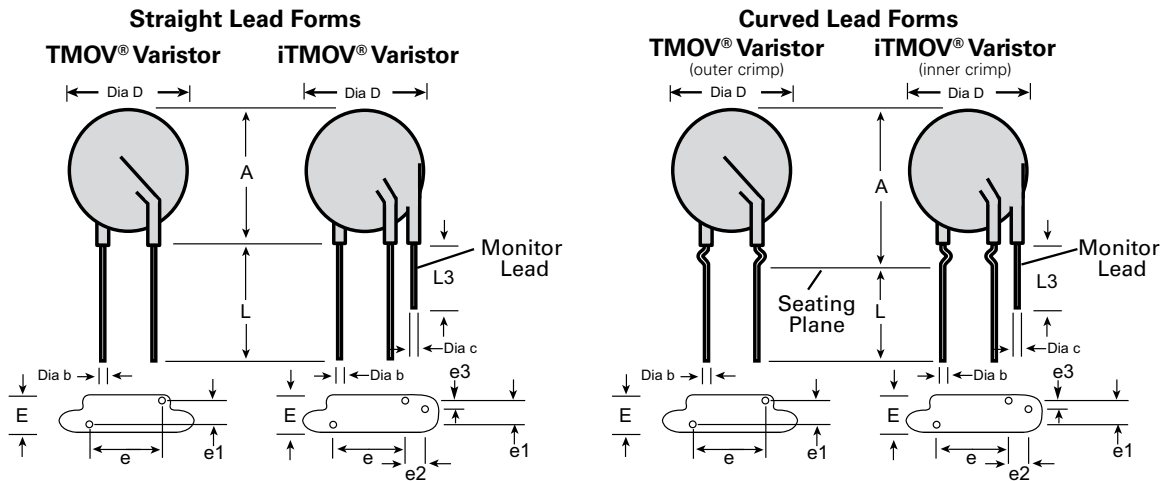 Straight Lead Forms
TMOV® Varistor
iTMOV® Varistor
Dia D
Dia D
A
Monitor
Lead
L3
L
Dia c
Dia b
Dia b
e3
E
E
e1
e
e
e1
e2
Curved Lead Forms
TMOV® Varistor
(outer crimp)
iTMOV® Varistor
(inner crimp)
Dia D
Dia D
A
Monitor
Lead
L3
Seating
Plane
L
Dia c
Dia b
Dia b
e3
E
E
e1
e
e
e1
e2